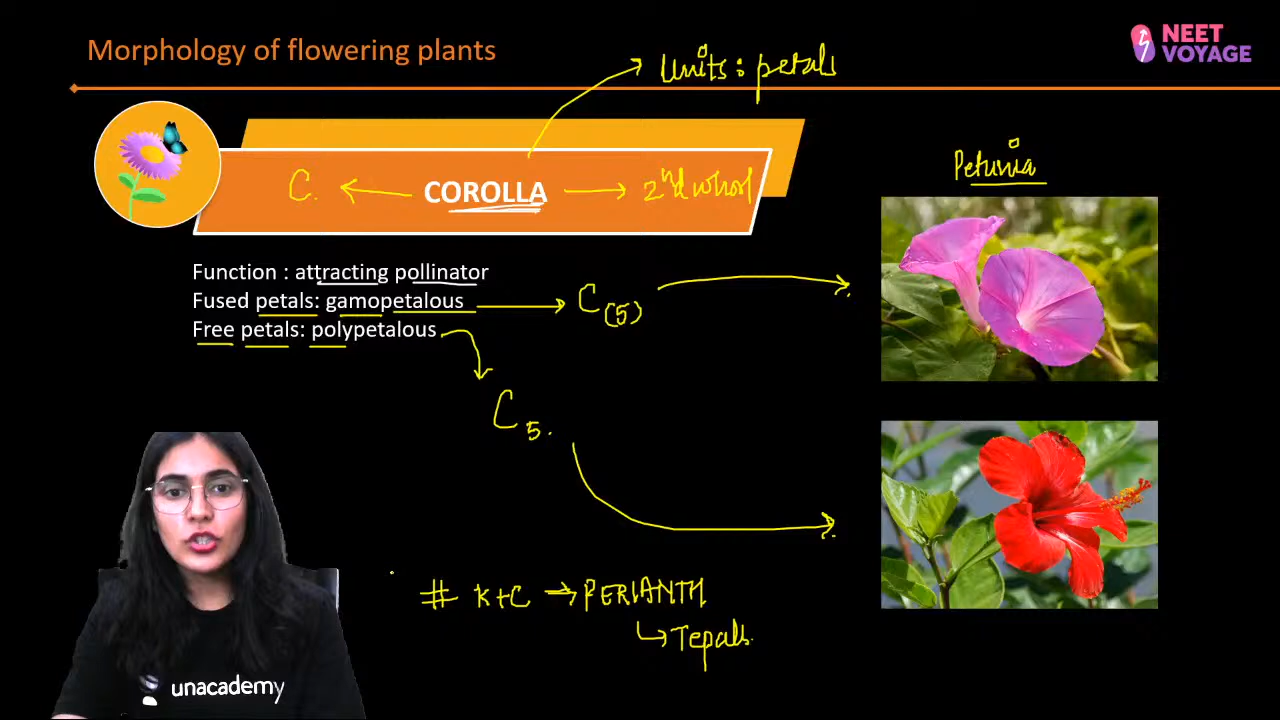 Morphology of flowering plants
NEET
VOYAGE
Units: petals
C. ← COROLLA → 2nd whorl
Petunia
Function : attracting pollinator
Fused petals: gamopetalous → C(5) →
Free petals: polypetalous
C5.
# K+C → PERIANTH
↳ Tepals
unacademy